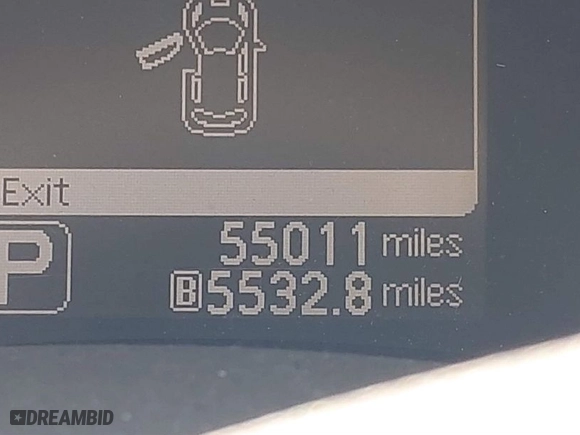 Exit
55011 miles
P
B 5532.8 miles
DREAMBID